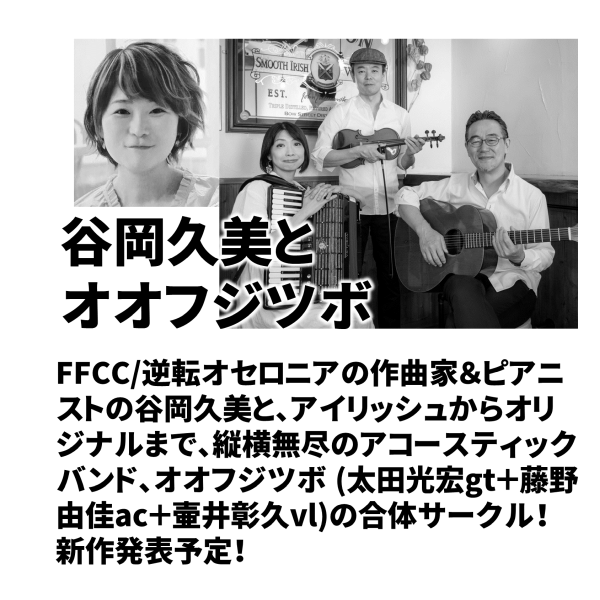 SMOOTH IRISH
EST.
谷岡久美と
オオフジツボ
FFCC/逆転オセロニアの作曲家&ピアニ
ストの谷岡久美と、アイリッシュからオリ
ジナルまで、縦横無尽のアコースティック
バンド、オオフジツボ (太田光宏gt＋藤野
由佳ac＋壷井彰久vl)の合体サークル！
新作発表予定！